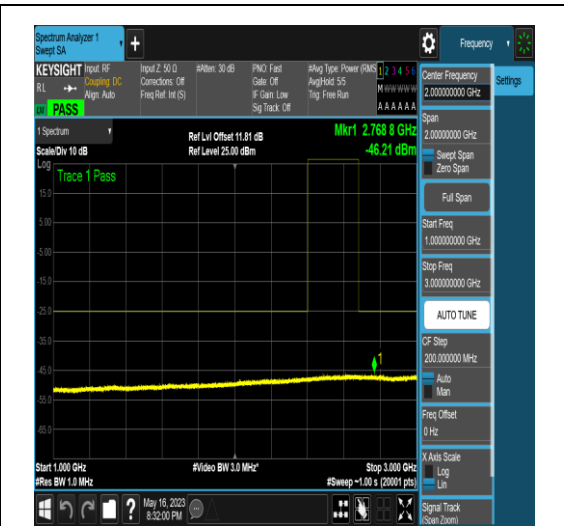 Spectrum Analyzer 1
Swept SA
Frequency
KEYSIGHT
RL
Input: RF
Coupling: DC
Align: Auto
Input Z: 50 Ω
Corrections: Off
Freq Ref: Int (S)
#Atten: 30 dB
PNO: Fast
Gate: Off
IF Gain: Low
Sig Track: Off
#Avg Type: Power (RMS
Avg|Hold: 5/5
Trig: Free Run
1 2 3 4 5 6
M W W W W W
A A A A A A
PASS
1 Spectrum
Scale/Div 10 dB
Ref Lvl Offset 11.81 dB
Ref Level 25.00 dBm
Mkr1 2.768 8 GHz
-46.21 dBm
Log
Trace 1 Pass
15.0
5.00
-5.00
-15.0
-25.0
-35.0
-45.0
-55.0
-65.0
1
Start 1.000 GHz
#Res BW 1.0 MHz
#Video BW 3.0 MHz*
Stop 3.000 GHz
#Sweep ~1.00 s (20001 pts)
?
May 16, 2023
8:32:00 PM
Center Frequency
2.000000000 GHz
Settings
Span
2.00000000 GHz
Swept Span
Zero Span
Full Span
Start Freq
1.000000000 GHz
Stop Freq
3.000000000 GHz
AUTO TUNE
CF Step
200.000000 MHz
Auto
Man
Freq Offset
0 Hz
X Axis Scale
Log
Lin
Signal Track
(Span Zoom)